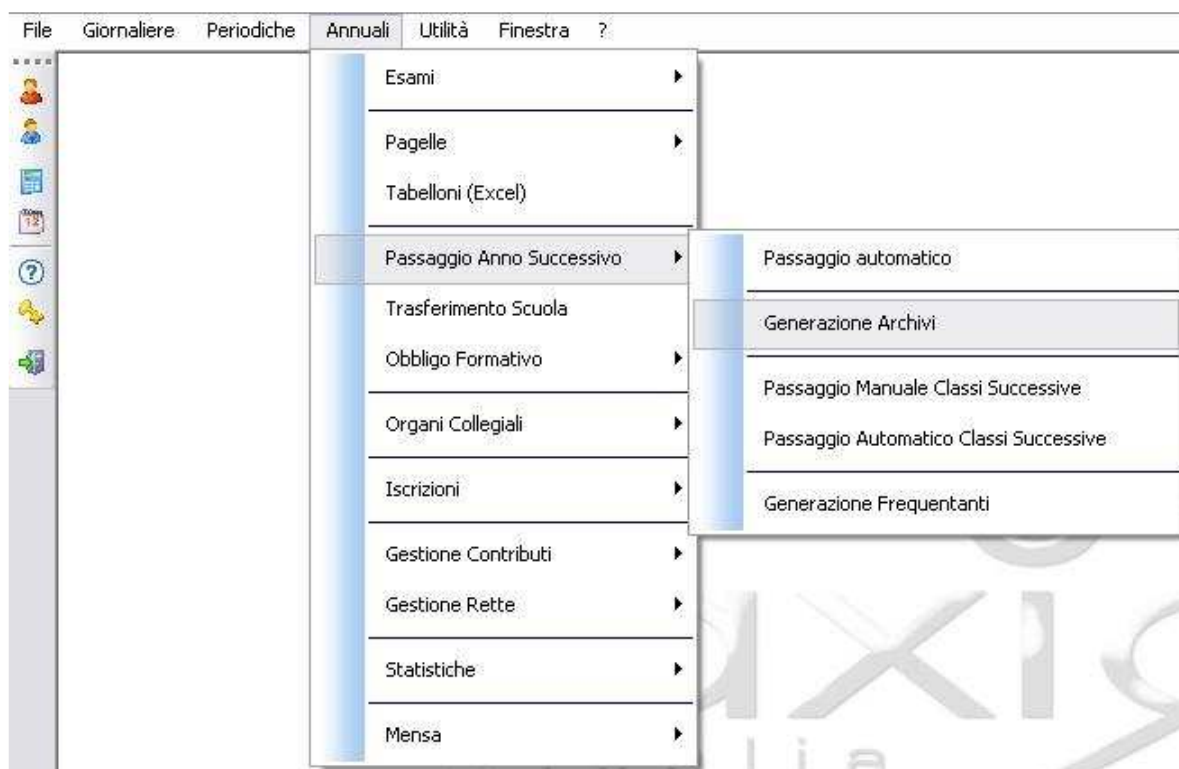 File Giornaliere Periodiche Annuali Utilità Finestra ?
Esami
Pagelle
Tabelloni (Excel)
Passaggio Anno Successivo
Trasferimento Scuola
Obbligo Formativo
Organi Collegiali
Iscrizioni
Gestione Contributi
Gestione Rette
Statistiche
Mensa
Passaggio automatico
Generazione Archivi
Passaggio Manuale Classi Successive
Passaggio Automatico Classi Successive
Generazione Frequentanti
12